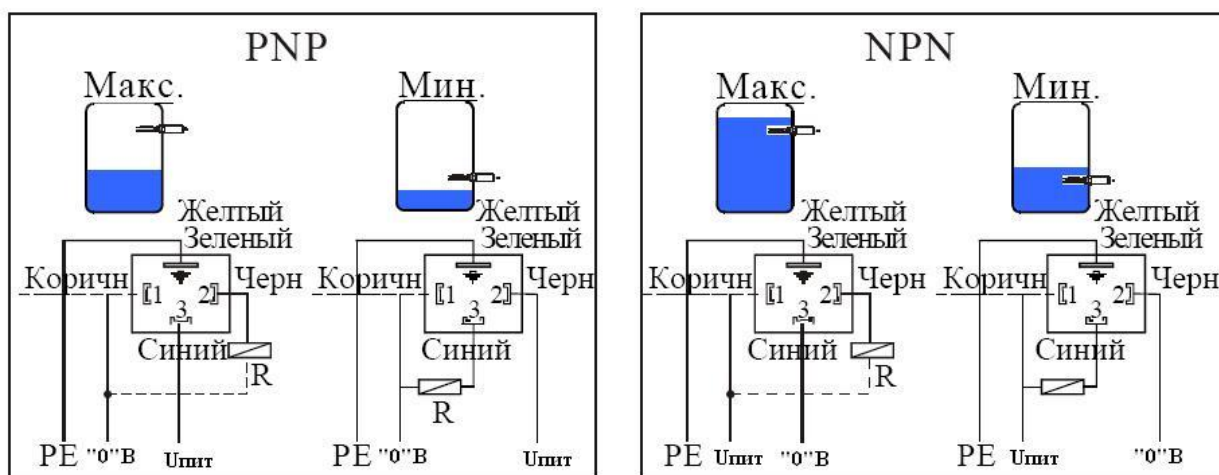 PNP
Макс. Мин.
Желтый Зеленый
Желтый Зеленый
Коричн Черн
1 2 3
Синий
R
Коричн Черн
1 2 3
Синий
R
PE "0"В Uпит
PE "0"В Uпит
NPN
Макс. Мин.
Желтый Зеленый
Желтый Зеленый
Коричн Черн
1 2 3
Синий
R
Коричн Черн
1 2 3
Синий
PE Uпит "0"В
PE Uпит "0"В